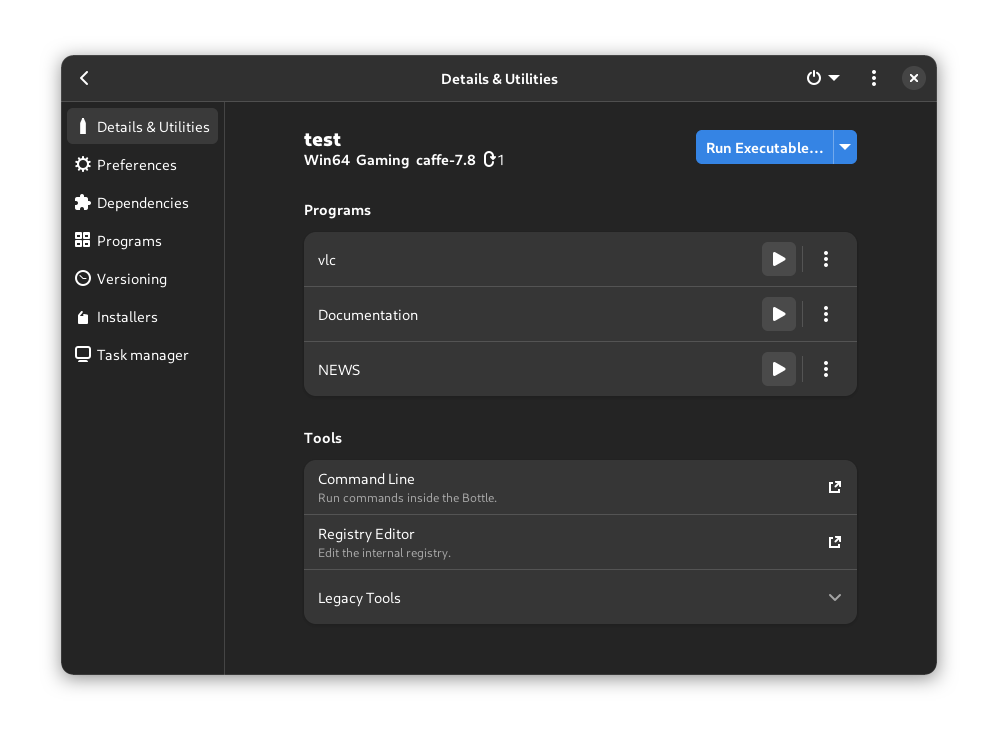 Details & Utilities
Details & Utilities
Preferences
Dependencies
Programs
Versioning
Installers
Task manager
test
Win64 Gaming caffe-7.8 1
Run Executable...
Programs
vlc
Documentation
NEWS
Tools
Command Line
Run commands inside the Bottle.
Registry Editor
Edit the internal registry.
Legacy Tools